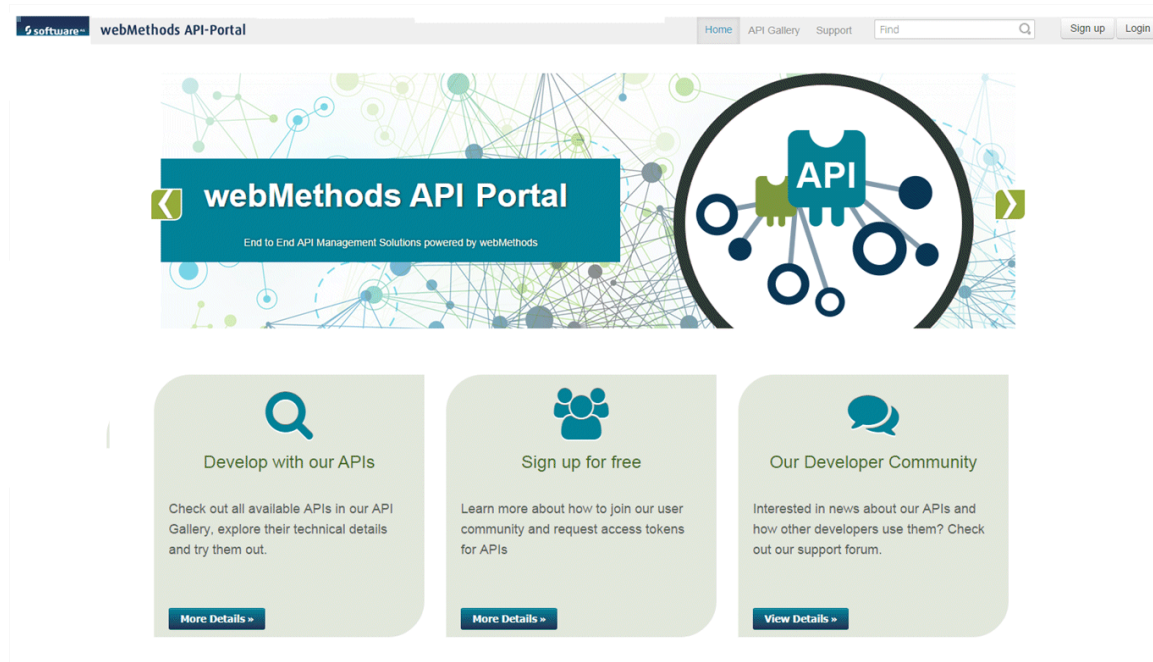 software AG webMethods API-Portal Home API Gallery Support Find Sign up Login
webMethods API Portal
End to End API Management Solutions powered by webMethods
API
Develop with our APIs
Check out all available APIs in our API
Gallery, explore their technical details
and try them out.
More Details »
Sign up for free
Learn more about how to join our user
community and request access tokens
for APIs
More Details »
Our Developer Community
Interested in news about our APIs and
how other developers use them? Check
out our support forum.
View Details »